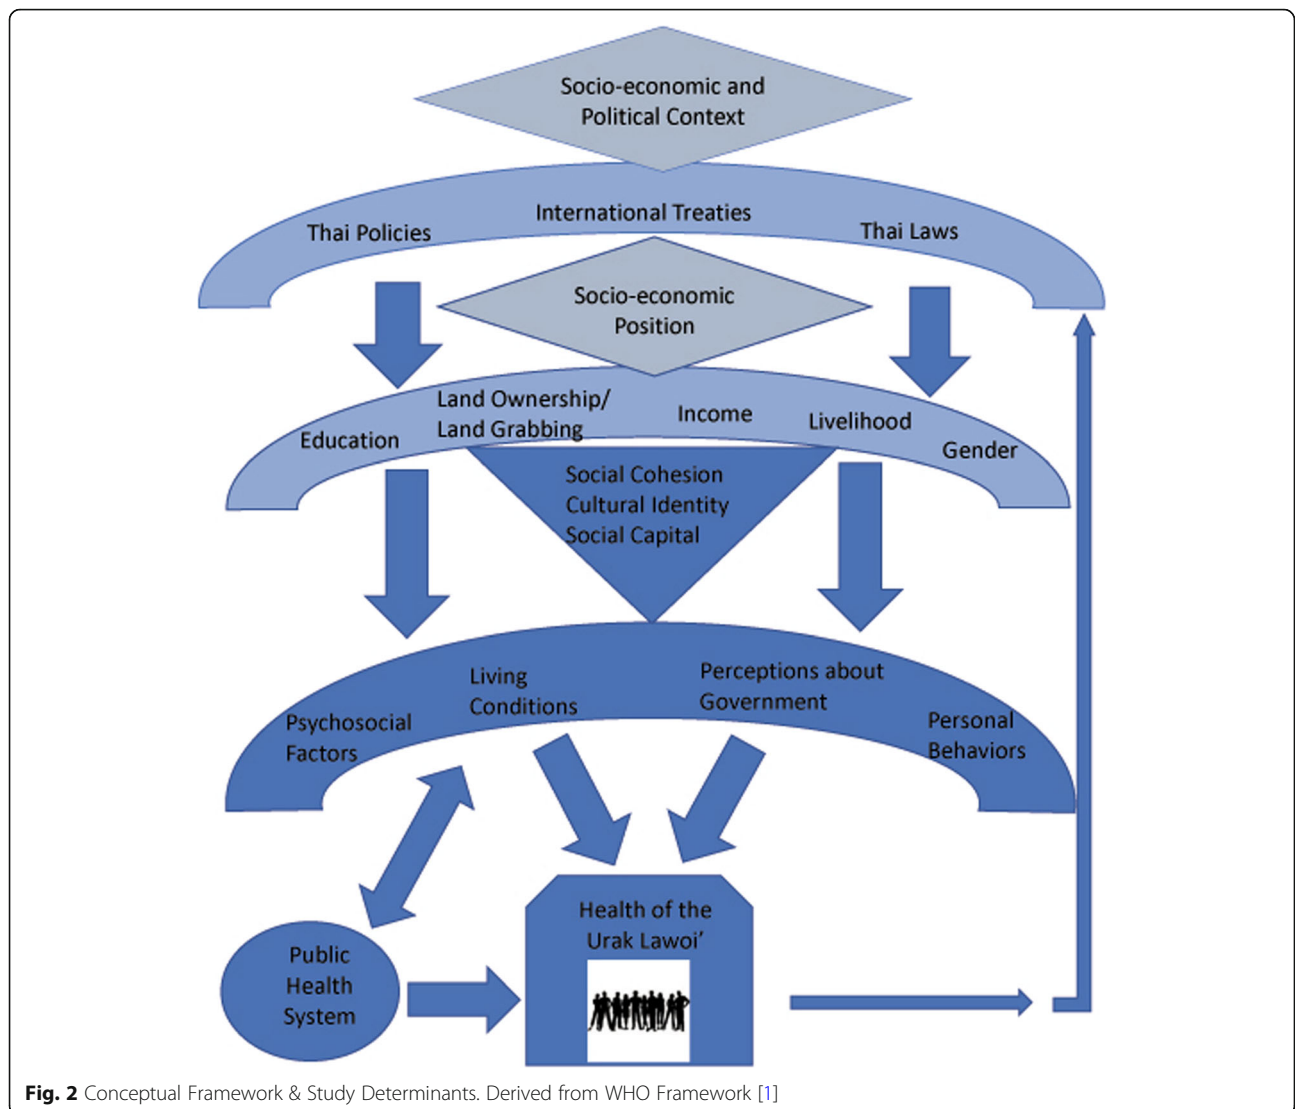 Socio-economic and
Political Context
International Treaties
Thai Policies
Thai Laws
Socio-economic
Position
Land Ownership/
Land Grabbing
Income
Livelihood
Education
Gender
Social Cohesion
Cultural Identity
Social Capital
Living
Conditions
Perceptions about
Government
Psychosocial
Factors
Personal
Behaviors
Health of the
Urak Lawoi’
Public
Health
System
Fig. 2 Conceptual Framework & Study Determinants. Derived from WHO Framework [1]